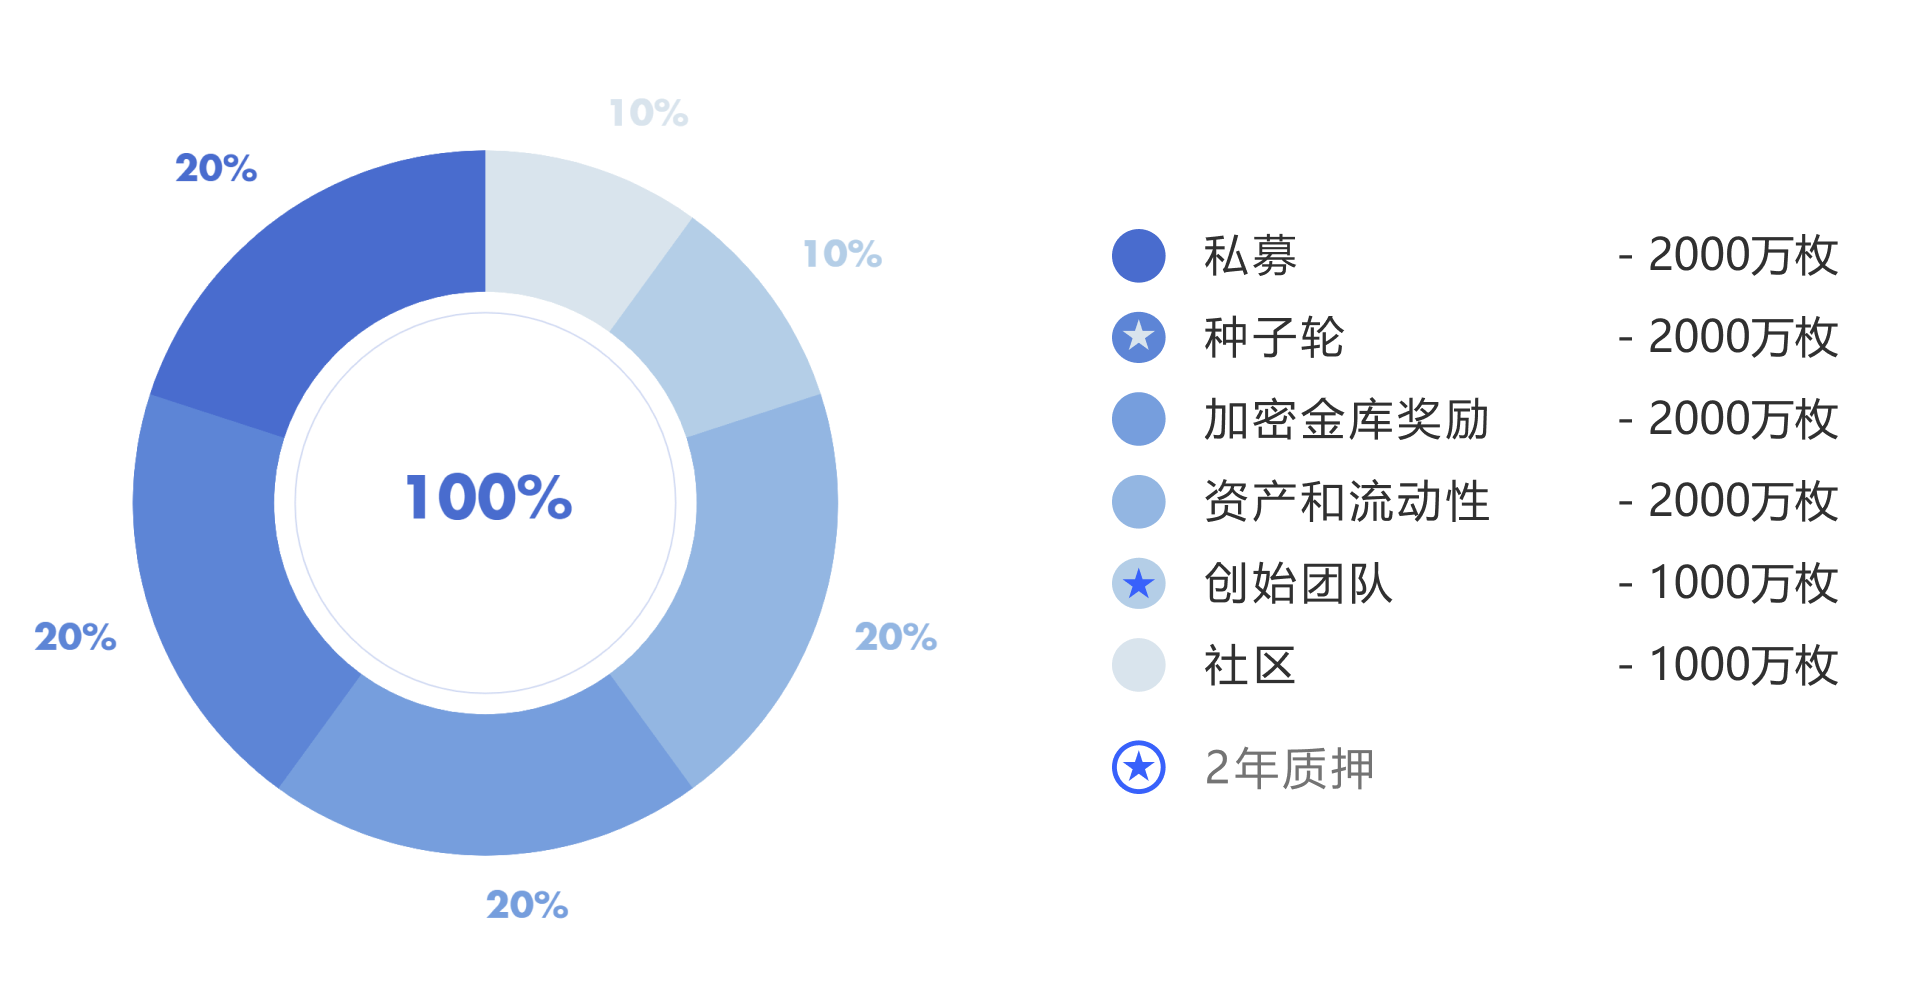 10%
20%
10%
100%
20%
20%
20%
私募 - 2000万枚
种子轮 - 2000万枚
加密金库奖励 - 2000万枚
资产和流动性 - 2000万枚
创始团队 - 1000万枚
社区 - 1000万枚
2年质押